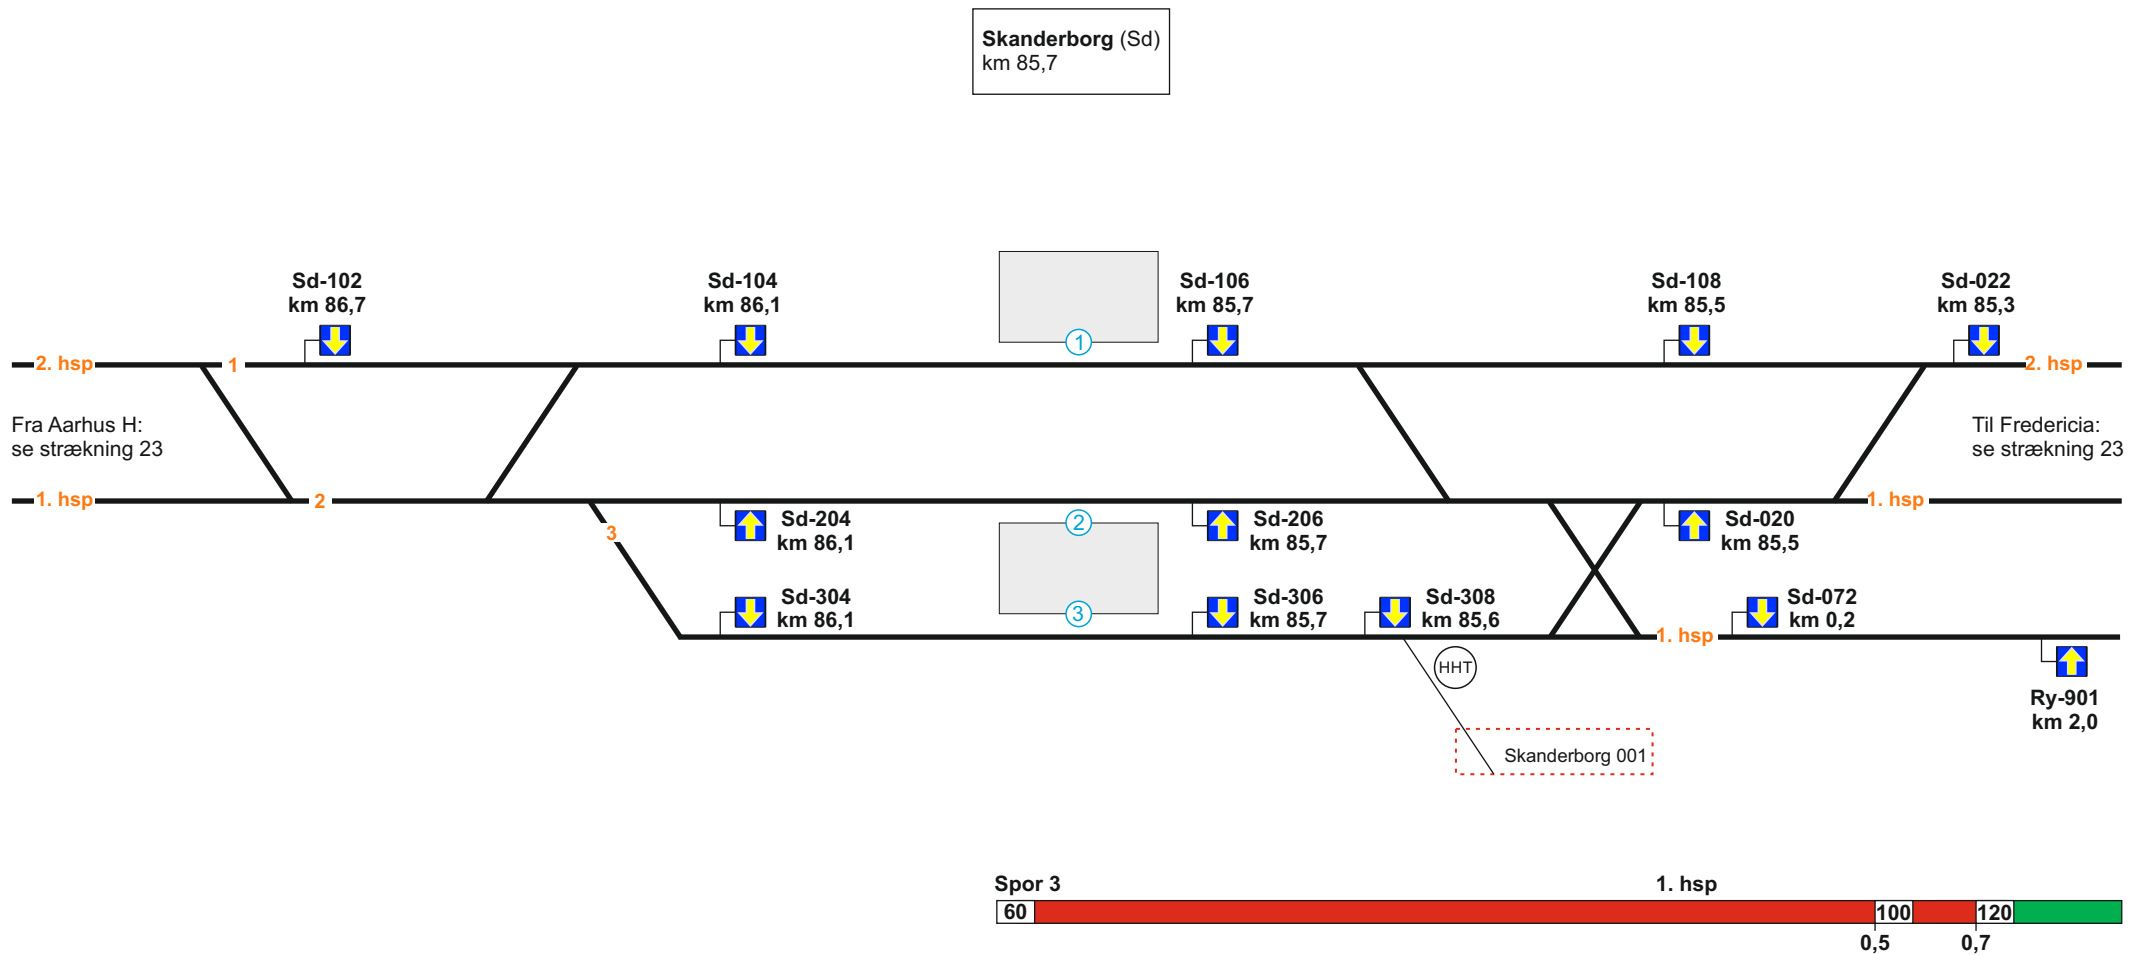 Skanderborg (Sd)
km 85,7
Sd-102
km 86,7
Sd-104
km 86,1
Sd-106
km 85,7
Sd-108
km 85,5
Sd-022
km 85,3
1
2. hsp
1
2. hsp
Fra Aarhus H:
se strækning 23
Til Fredericia:
se strækning 23
1. hsp
2
1. hsp
Sd-204
km 86,1
2
Sd-206
km 85,7
Sd-020
km 85,5
3
Sd-304
km 86,1
3
Sd-306
km 85,7
Sd-308
km 85,6
Sd-072
km 0,2
1. hsp
HHT
Ry-901
km 2,0
Skanderborg 001
Spor 3
1. hsp
60
100
120
0,5
0,7